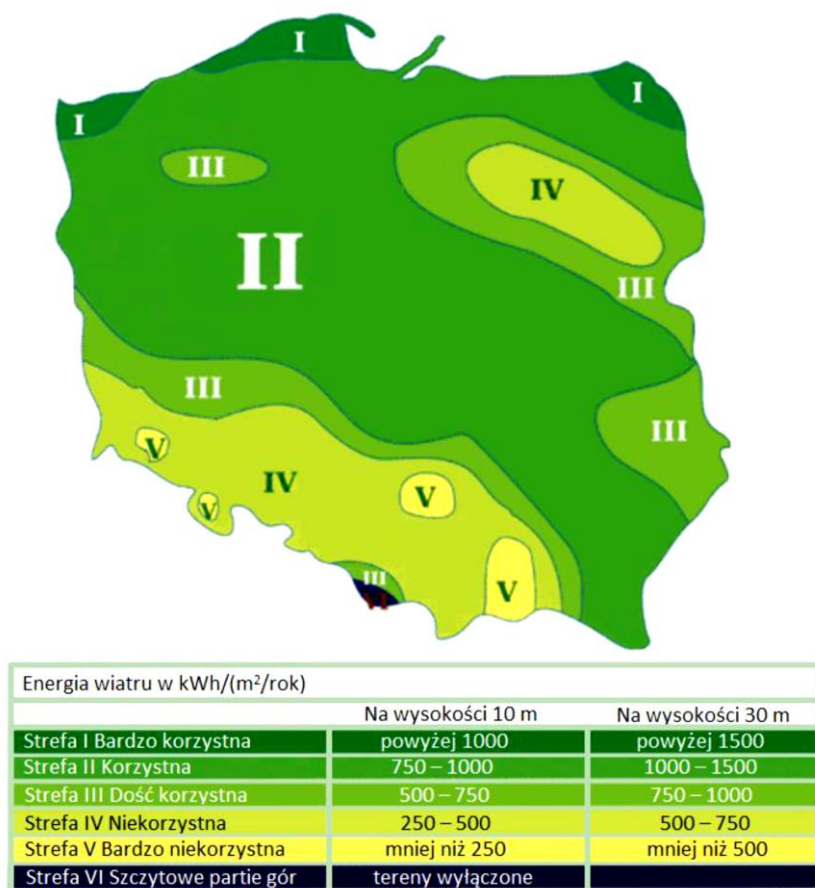 I
I
I
III
IV
II
III
III
III
V
IV
V
V
III
VI
V
Energia wiatru w kWh/(m²/rok)
Na wysokości 10 m Na wysokości 30 m
Strefa I Bardzo korzystna powyżej 1000 powyżej 1500
Strefa II Korzystna 750 – 1000 1000 – 1500
Strefa III Dość korzystna 500 – 750 750 – 1000
Strefa IV Niekorzystna 250 – 500 500 – 750
Strefa V Bardzo niekorzystna mniej niż 250 mniej niż 500
Strefa VI Szczytowe partie gór tereny wyłączone